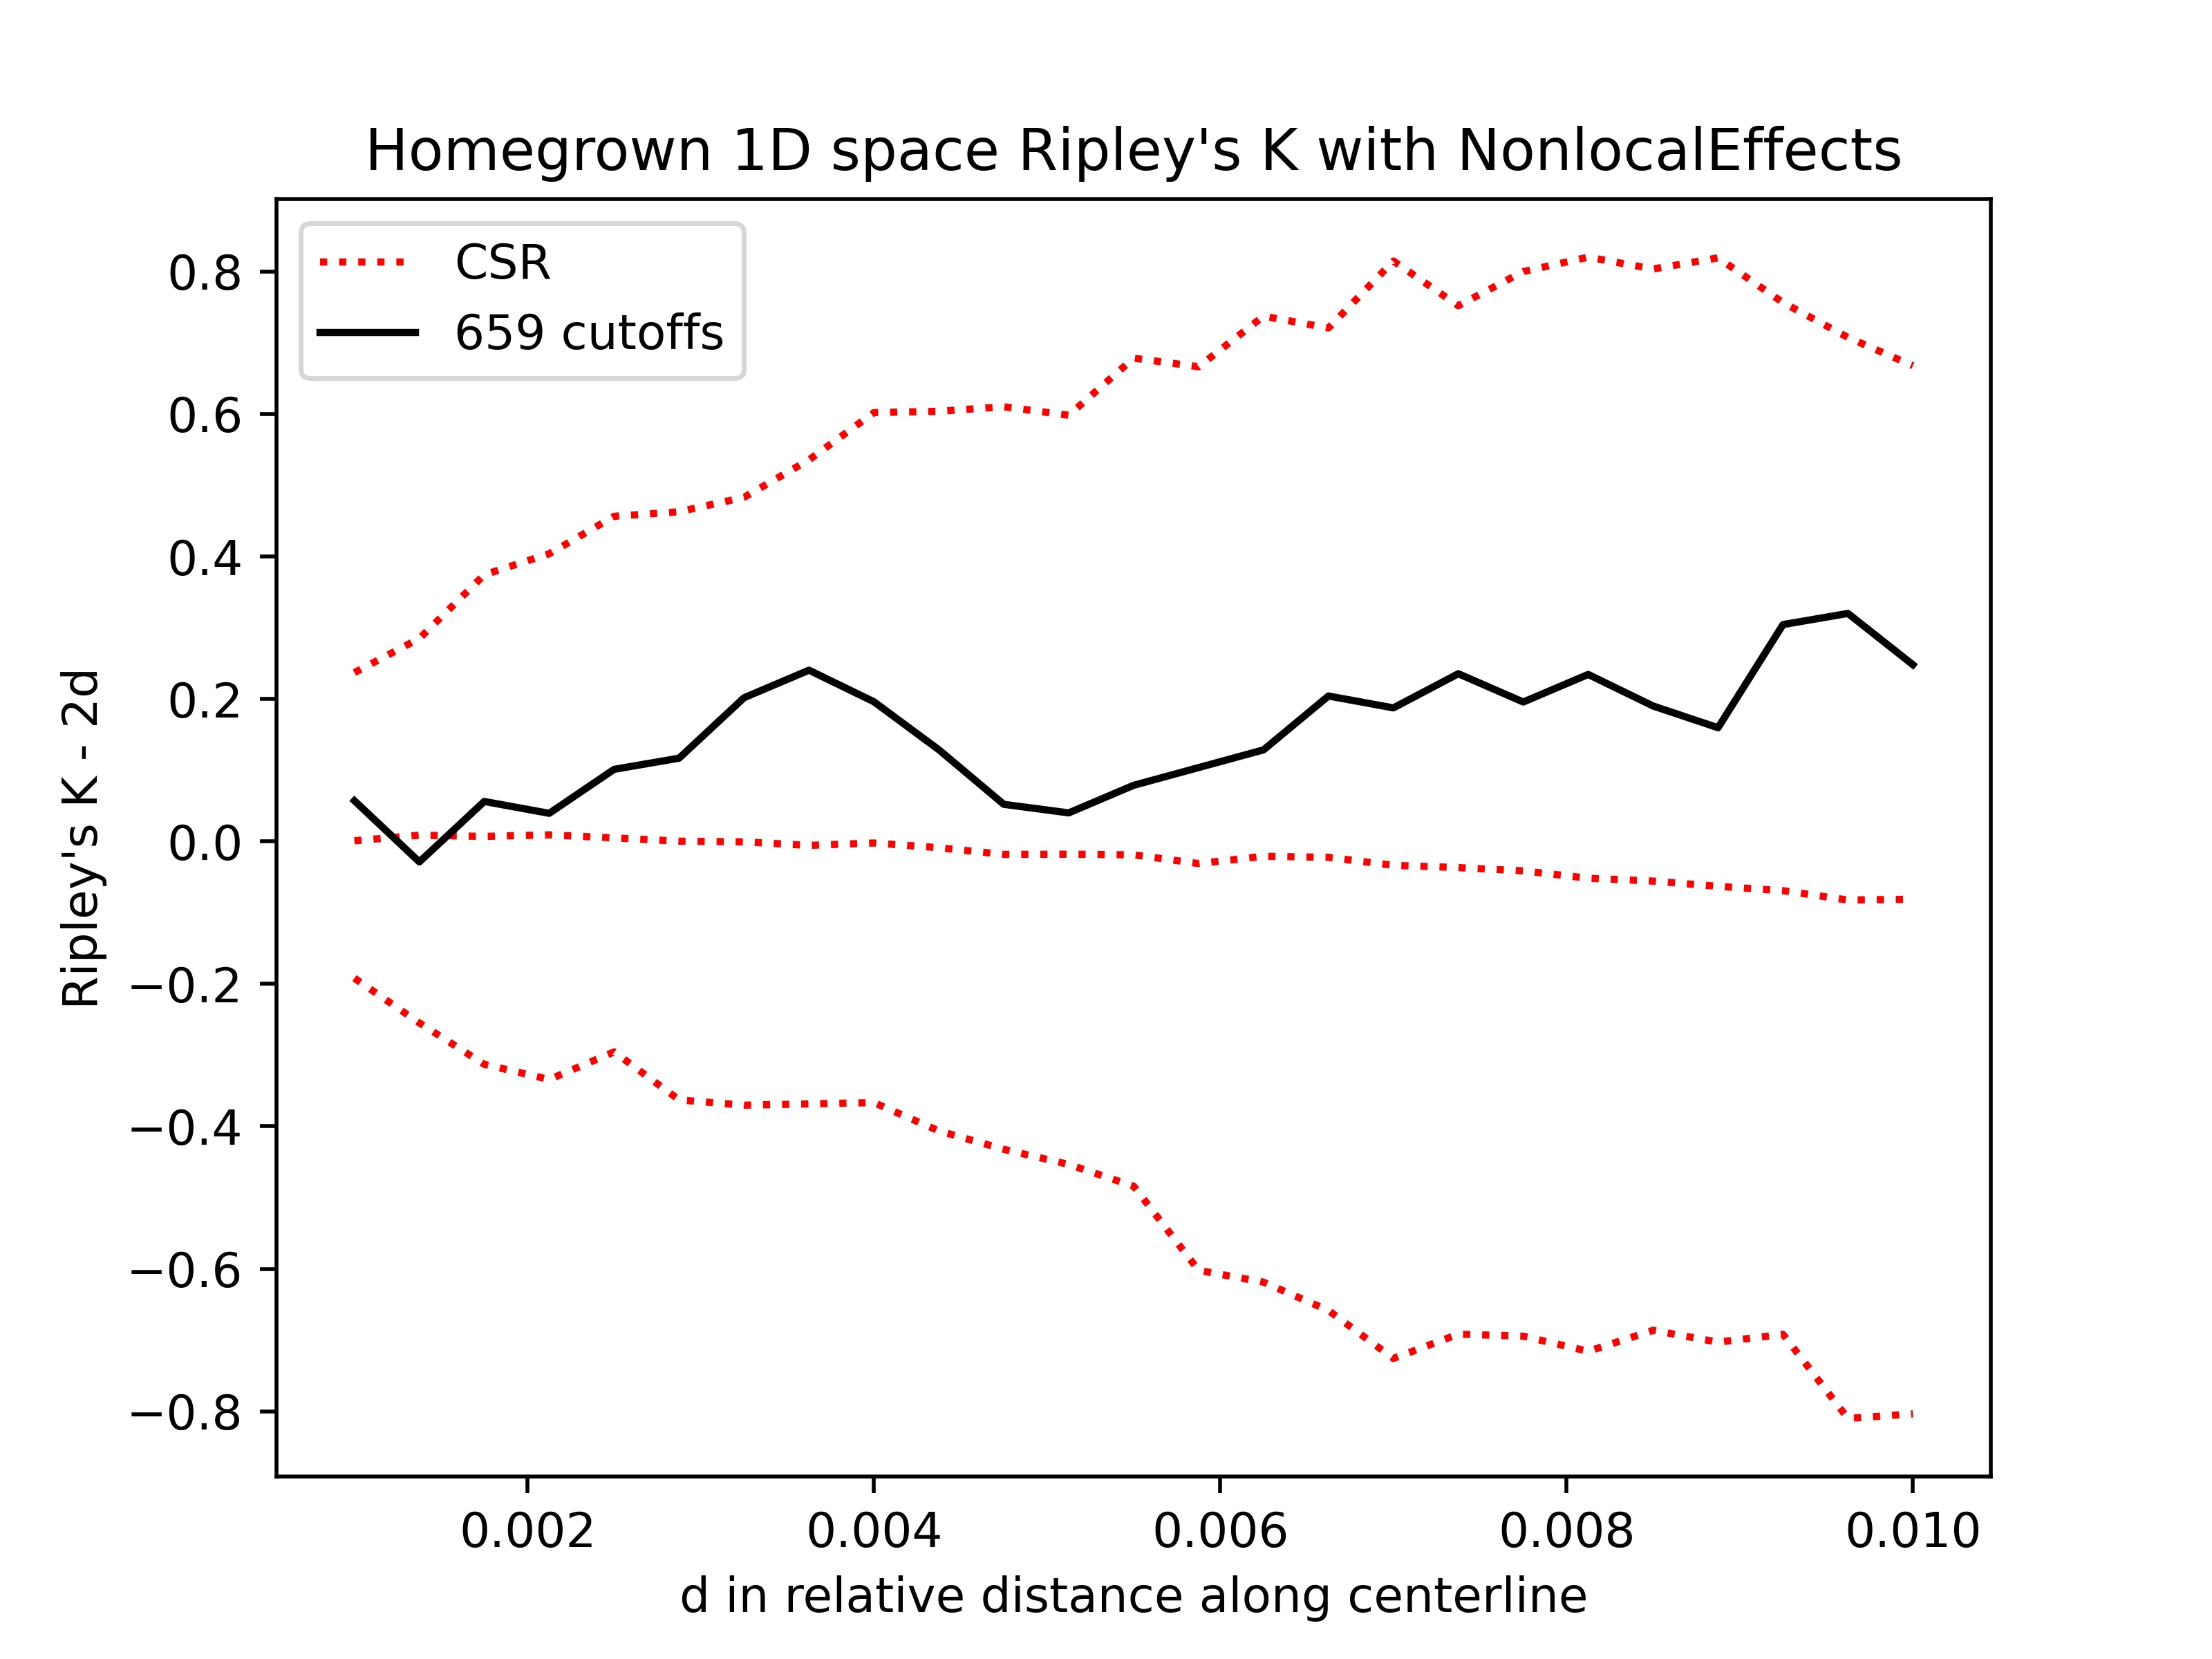 Homegrown 1D space Ripley's K with NonlocalEffects
CSR
659 cutoffs
0.8
0.6
0.4
0.2
0.0
−0.2
−0.4
−0.6
−0.8
Ripley's K - 2d
0.002 0.004 0.006 0.008 0.010
d in relative distance along centerline